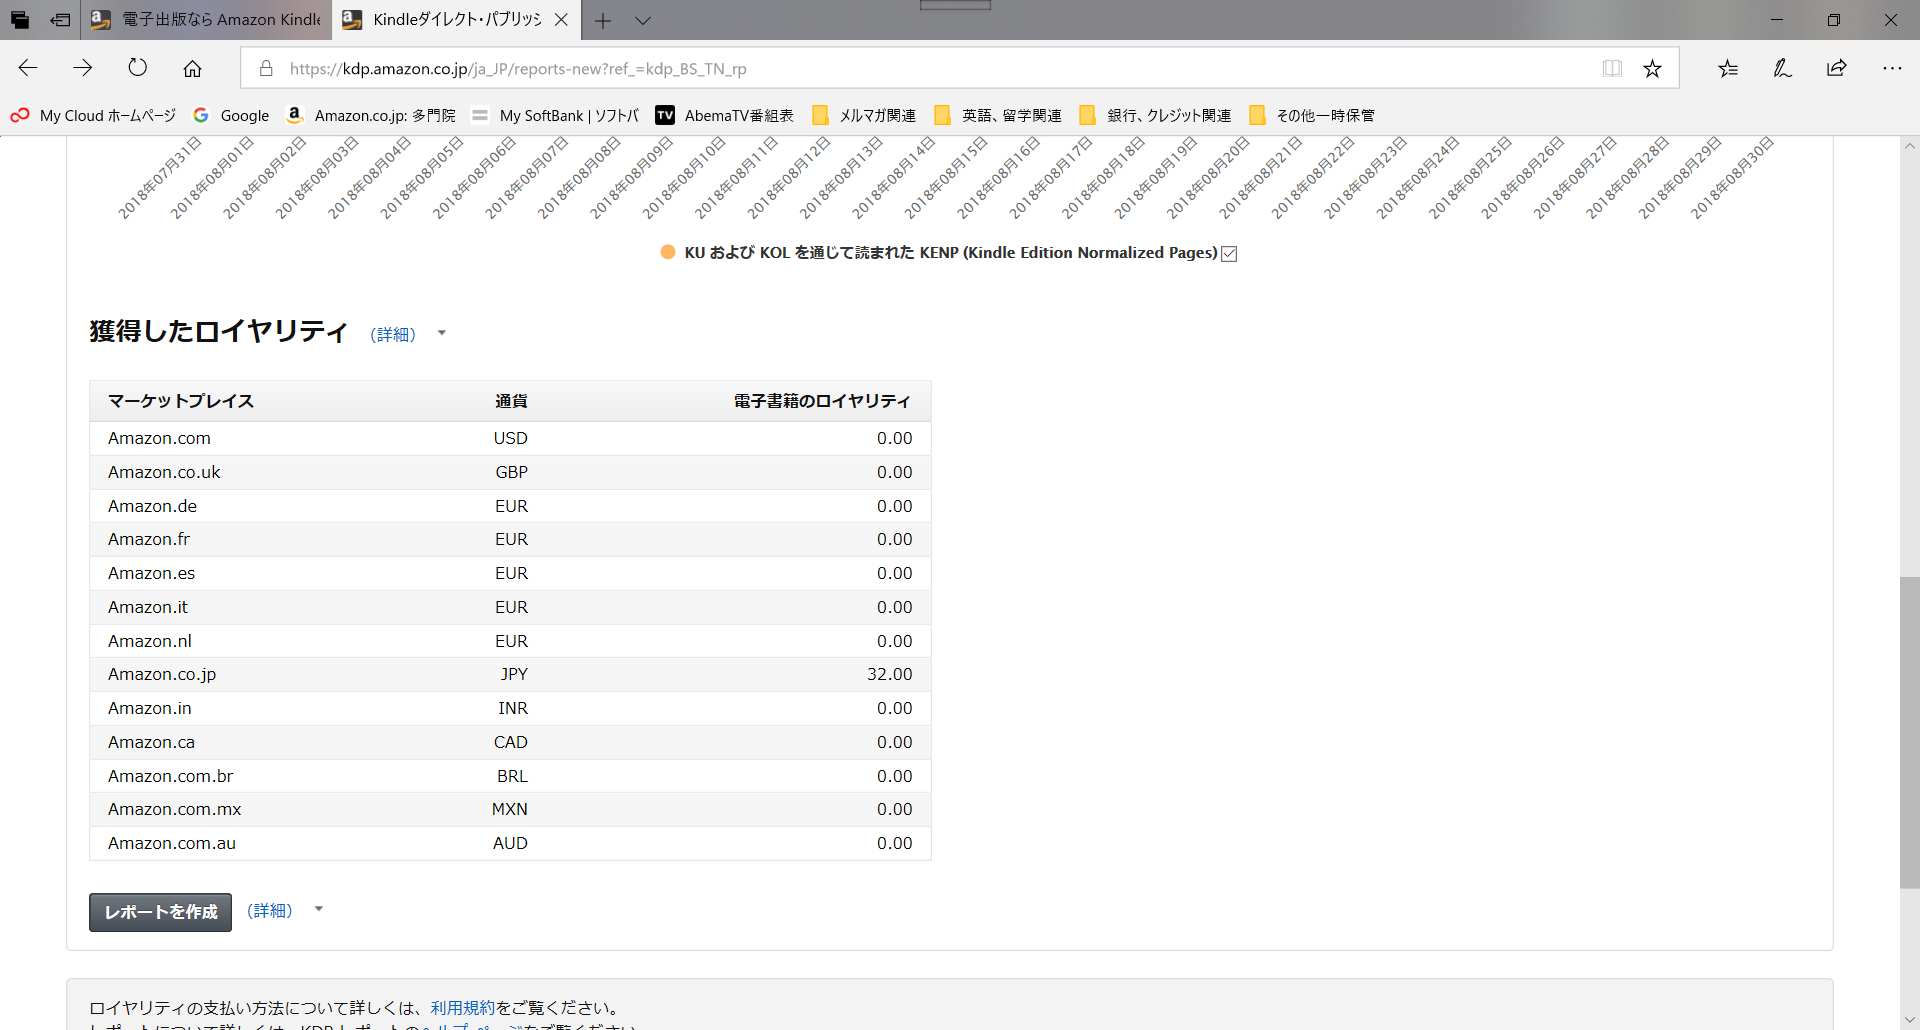 電子出版なら Amazon Kindle
Kindleダイレクト・パブリッシ
https://kdp.amazon.co.jp/ja_JP/reports-new?ref_=kdp_BS_TN_rp
My Cloud ホームページ Google Amazon.co.jp: 多門院 My SoftBank | ソフトバ AbemaTV番組表 メルマガ関連 英語、留学関連 銀行、クレジット関連 その他一時保管
2018年07月31日 2018年08月01日 2018年08月02日 2018年08月03日 2018年08月04日 2018年08月05日 2018年08月06日 2018年08月07日 2018年08月08日 2018年08月09日 2018年08月10日 2018年08月11日 2018年08月12日 2018年08月13日 2018年08月14日 2018年08月15日 2018年08月16日 2018年08月17日 2018年08月18日 2018年08月19日 2018年08月20日 2018年08月21日 2018年08月22日 2018年08月23日 2018年08月24日 2018年08月25日 2018年08月26日 2018年08月27日 2018年08月28日 2018年08月29日 2018年08月30日
KU および KOL を通じて読まれた KENP (Kindle Edition Normalized Pages)
獲得したロイヤリティ (詳細)
マーケットプレイス 通貨 電子書籍のロイヤリティ
Amazon.com USD 0.00
Amazon.co.uk GBP 0.00
Amazon.de EUR 0.00
Amazon.fr EUR 0.00
Amazon.es EUR 0.00
Amazon.it EUR 0.00
Amazon.nl EUR 0.00
Amazon.co.jp JPY 32.00
Amazon.in INR 0.00
Amazon.ca CAD 0.00
Amazon.com.br BRL 0.00
Amazon.com.mx MXN 0.00
Amazon.com.au AUD 0.00
レポートを作成 (詳細)
ロイヤリティの支払い方法について詳しくは、利用規約をご覧ください。
レポートについて詳しくは、KDP レポートのヘルプ ページをご覧ください。